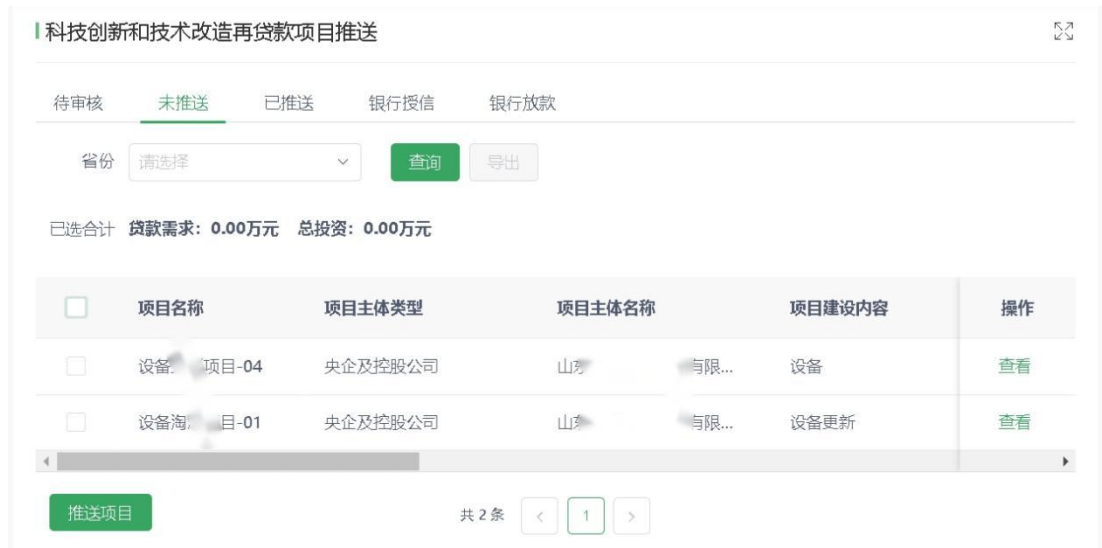 科技创新和技术改造再贷款项目推送
待审核 未推送 已推送 银行授信 银行放款
省份 请选择 查询 导出
已选合计 贷款需求：0.00万元 总投资：0.00万元
项目名称 项目主体类型 项目主体名称 项目建设内容 操作
设备 项目-04 央企及控股公司 山东 有限... 设备 查看
设备淘 目-01 央企及控股公司 山东 有限... 设备更新 查看
推送项目 共 2 条 < 1 >